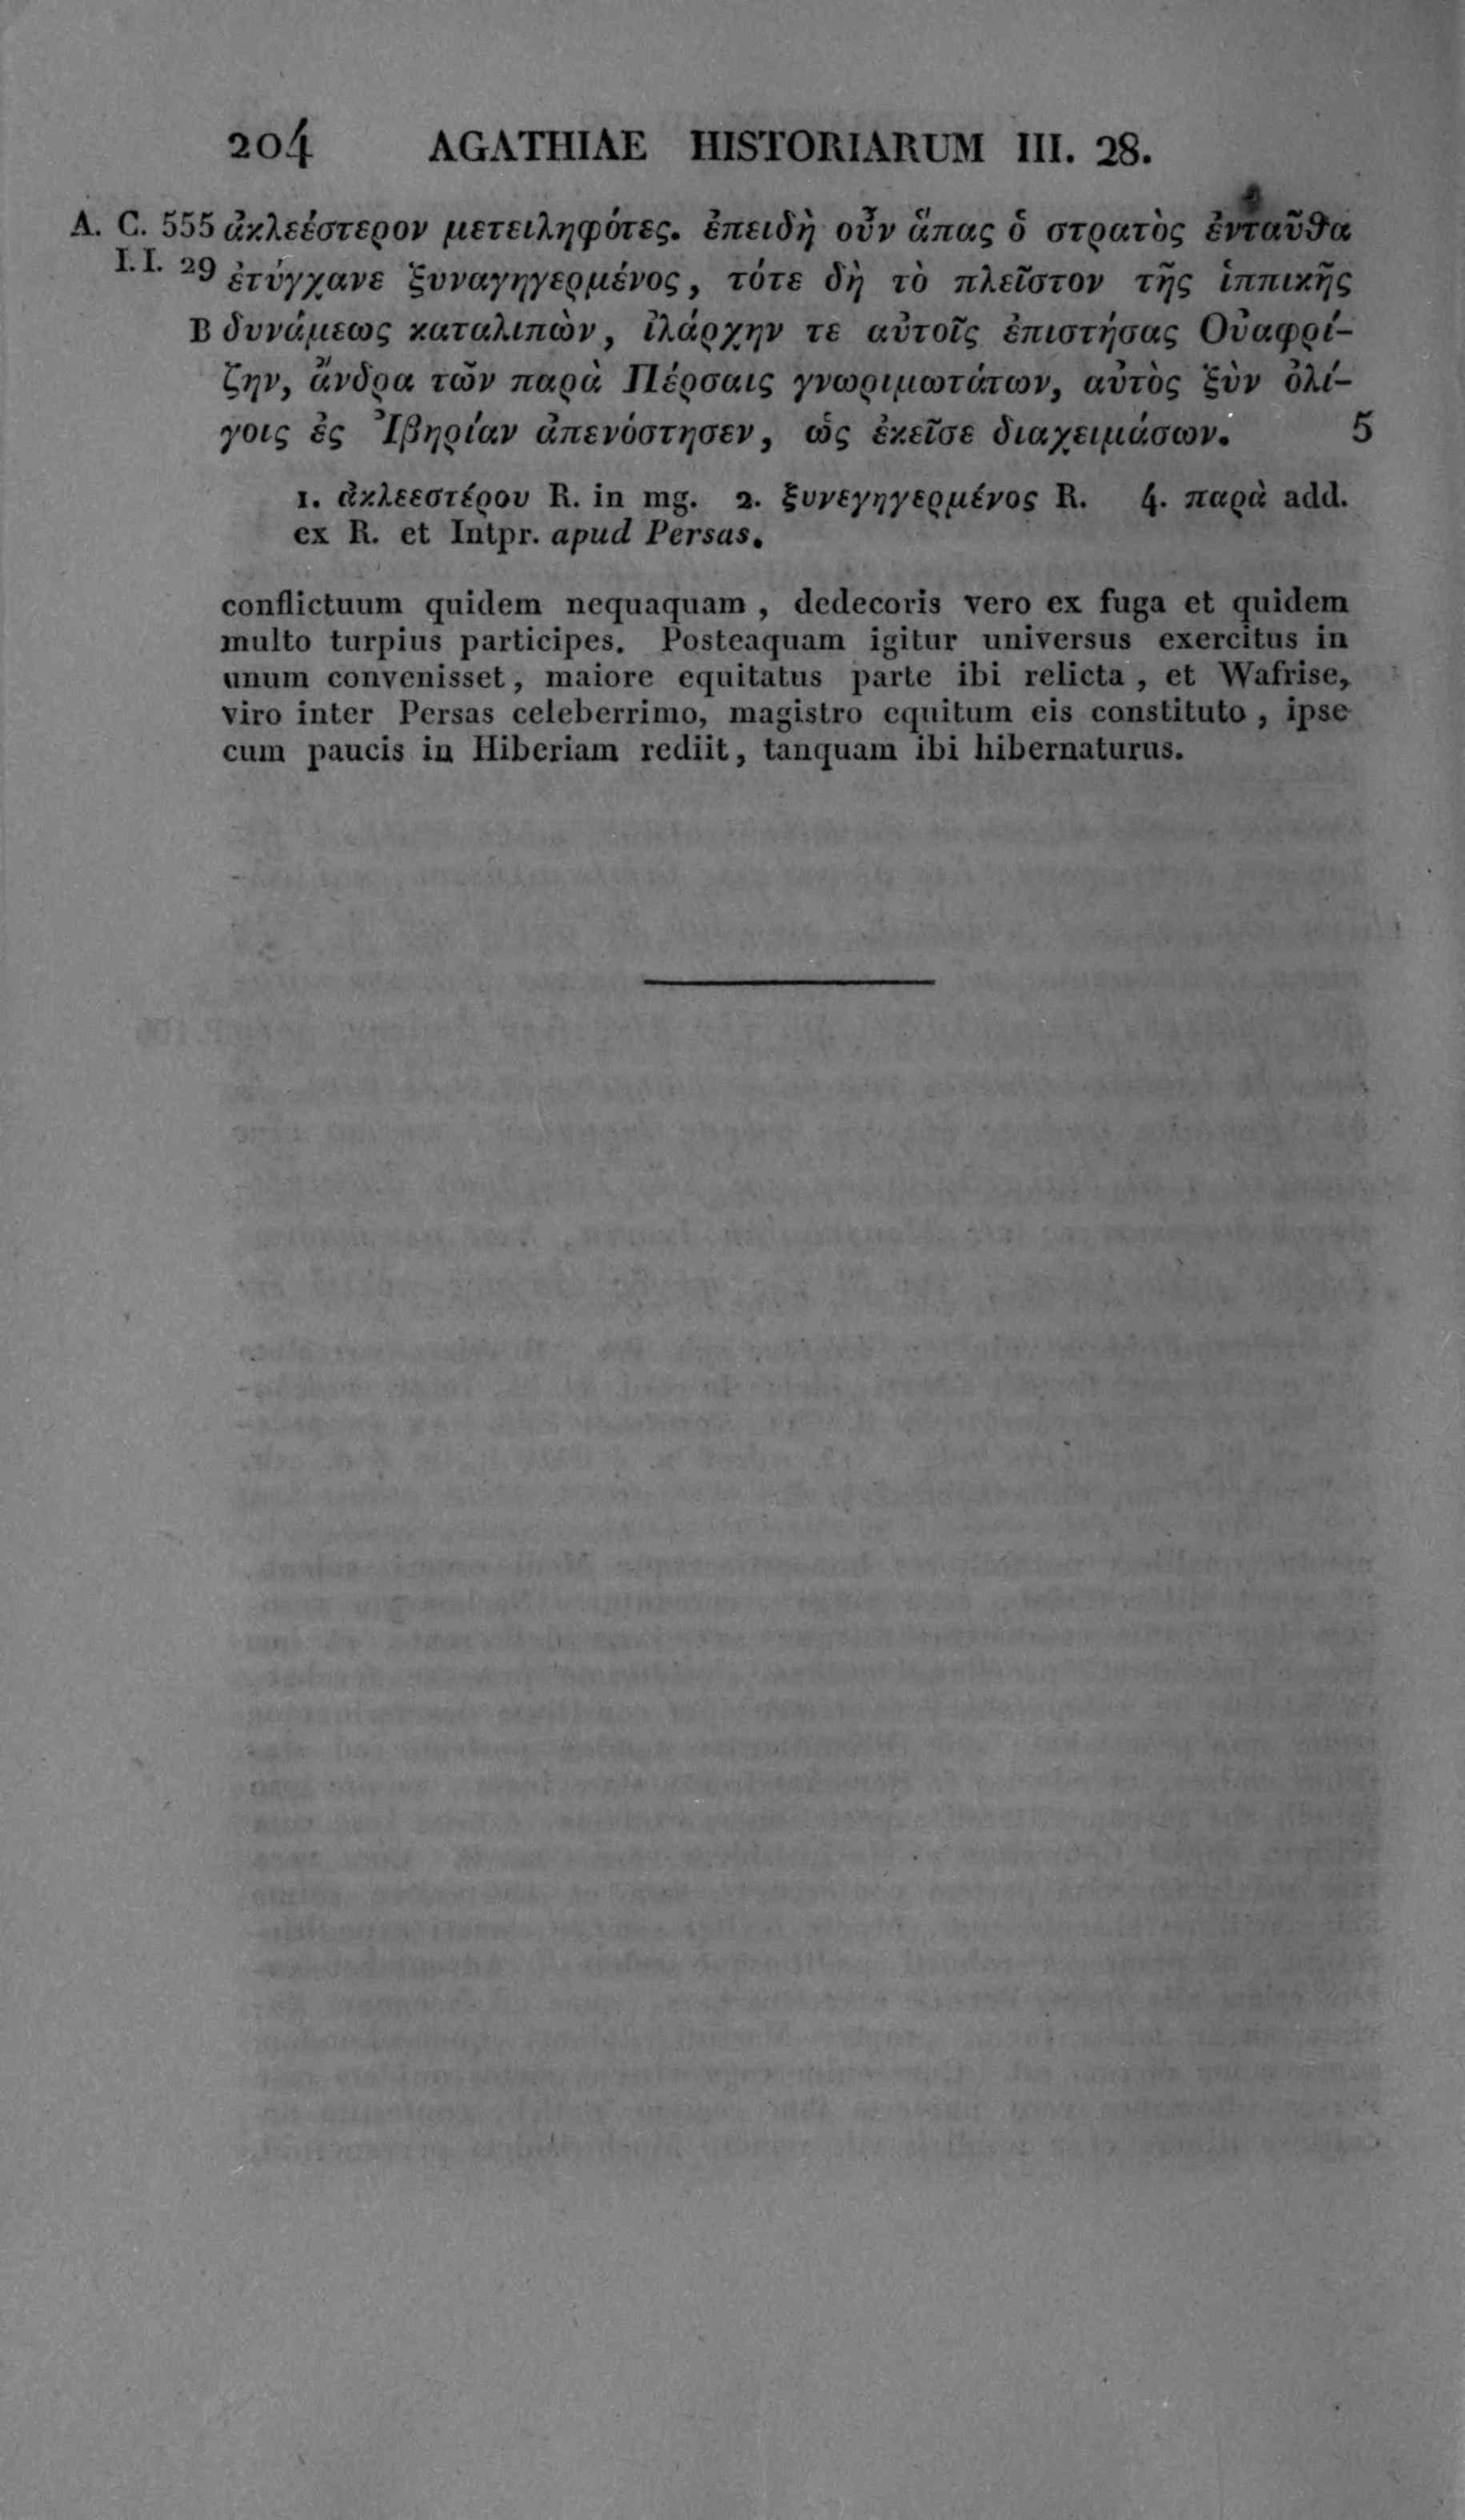 204 AGATHIAE HISTORIARUM III. 28.
A. C. 555 ἀκλεέστερον μετειληφότες. ἐπειδὴ οὖν ἅπας ὁ στρατὸς ἐνταῦθα
I. I. 29 ἐτύγχανε ξυναγηγερμένος, τότε δὴ τὸ πλεῖστον τῆς ἱππικῆς
B δυνάμεως καταλιπὼν, ἰλάρχην τε αὐτοῖς ἐπιστήσας Οὐαφρί-
ζην, ἄνδρα τῶν παρὰ Πέρσαις γνωριμωτάτων, αὐτὸς ξὺν ὀλί-
γοις ἐς Ἰβηρίαν ἀπενόστησεν, ὡς ἐκεῖσε διαχειμάσων. 5
1. ἀκλεεστέρου R. in mg. 2. ξυνεγηγερμένος R. 4. παρὰ add.
ex R. et Intpr. apud Persas.
conflictuum quidem nequaquam, dedecoris vero ex fuga et quidem
multo turpius participes. Posteaquam igitur universus exercitus in
unum convenisset, maiore equitatus parte ibi relicta, et Wafrise,
viro inter Persas celeberrimo, magistro equitum eis constituto, ipse
cum paucis in Hiberiam rediit, tanquam ibi hibernaturus.